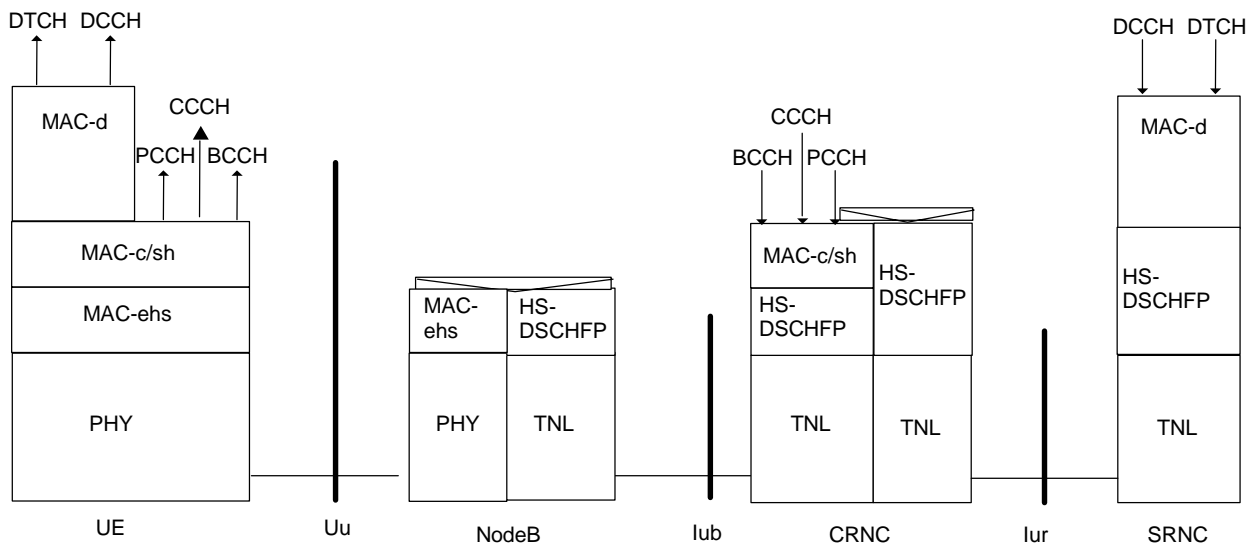 DTCH DCCH
DCCH DTCH
MAC-d
CCCH
CCCH
MAC-d
PCCH BCCH
BCCH PCCH
MAC-c/sh
MAC-c/sh
HS-
DSCHFP
HS-
DSCHFP
MAC-ehs
MAC-
ehs
HS-
DSCHFP
HS-
DSCHFP
PHY
PHY
TNL
TNL
TNL
TNL
UE
Uu
NodeB
Iub
CRNC
Iur
SRNC